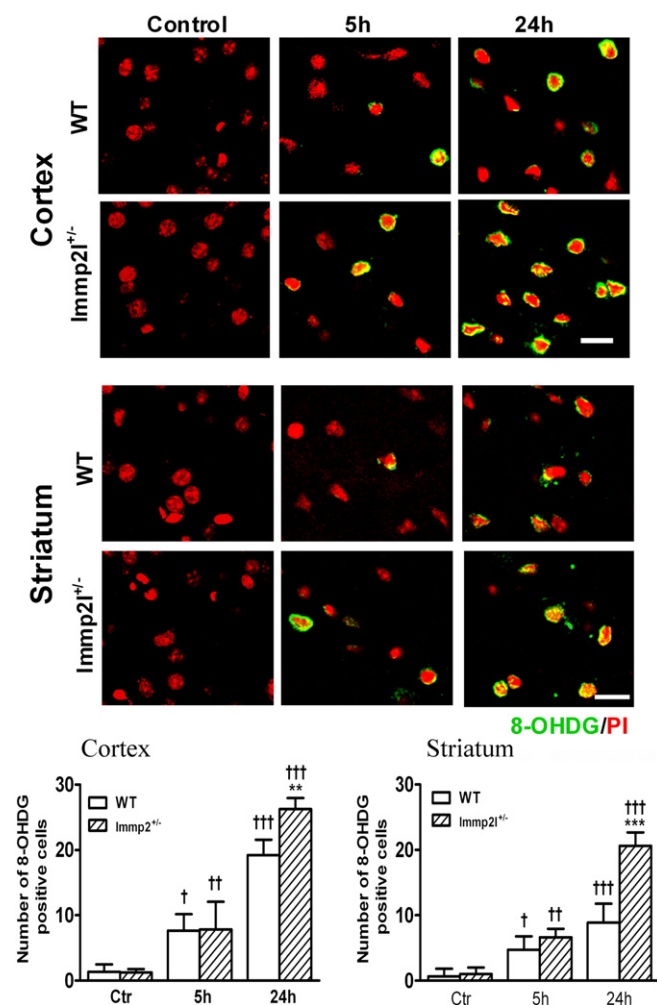 Control 5h 24h
Cortex
WT
Immp2l+/-
Striatum
WT
Immp2l+/-
8-OHDG/PI
Cortex
Number of 8-OHDG
positive cells
30
20
10
0
WT
Immp2+/-
†
††
†††
†††
**
Ctr 5h 24h
Striatum
Number of 8-OHDG
positive cells
30
20
10
0
WT
Immp2l+/-
†
††
†††
†††
***
Ctr 5h 24h